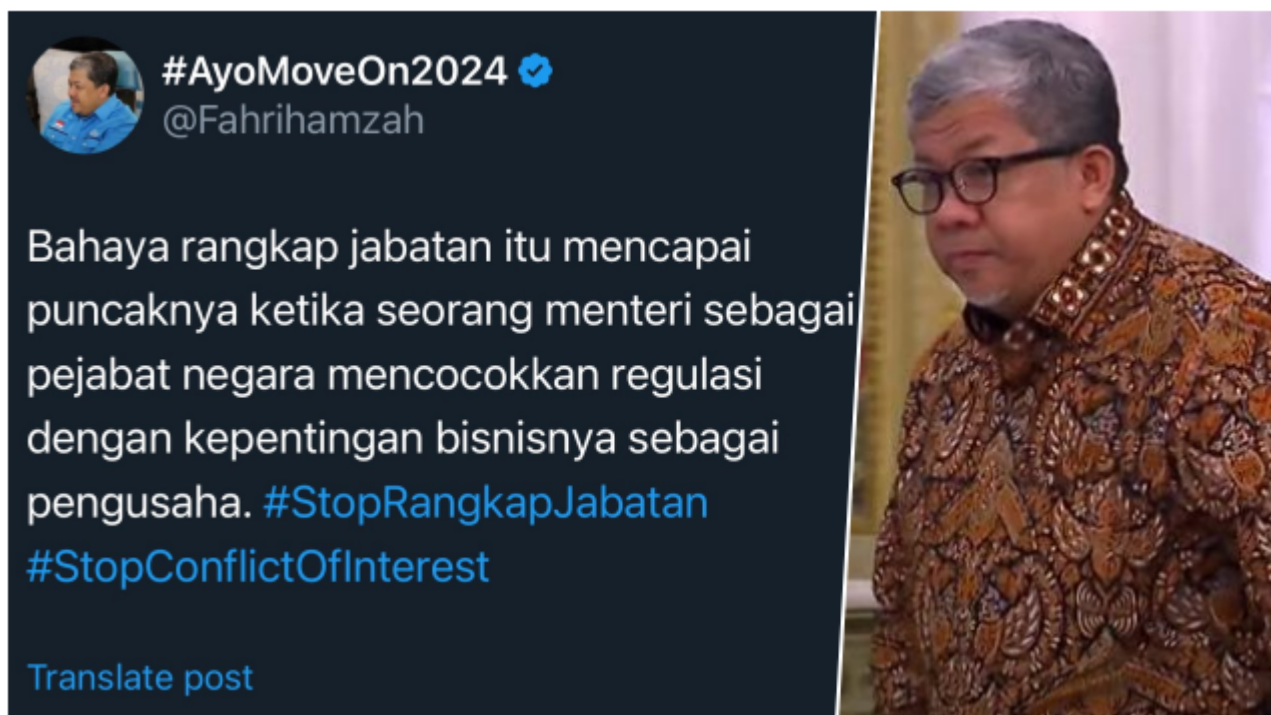 #AyoMoveOn2024
@Fahrihamzah
Bahaya rangkap jabatan itu mencapai
puncaknya ketika seorang menteri sebagai
pejabat negara mencocokkan regulasi
dengan kepentingan bisnisnya sebagai
pengusaha. #StopRangkapJabatan
#StopConflictOfInterest
Translate post